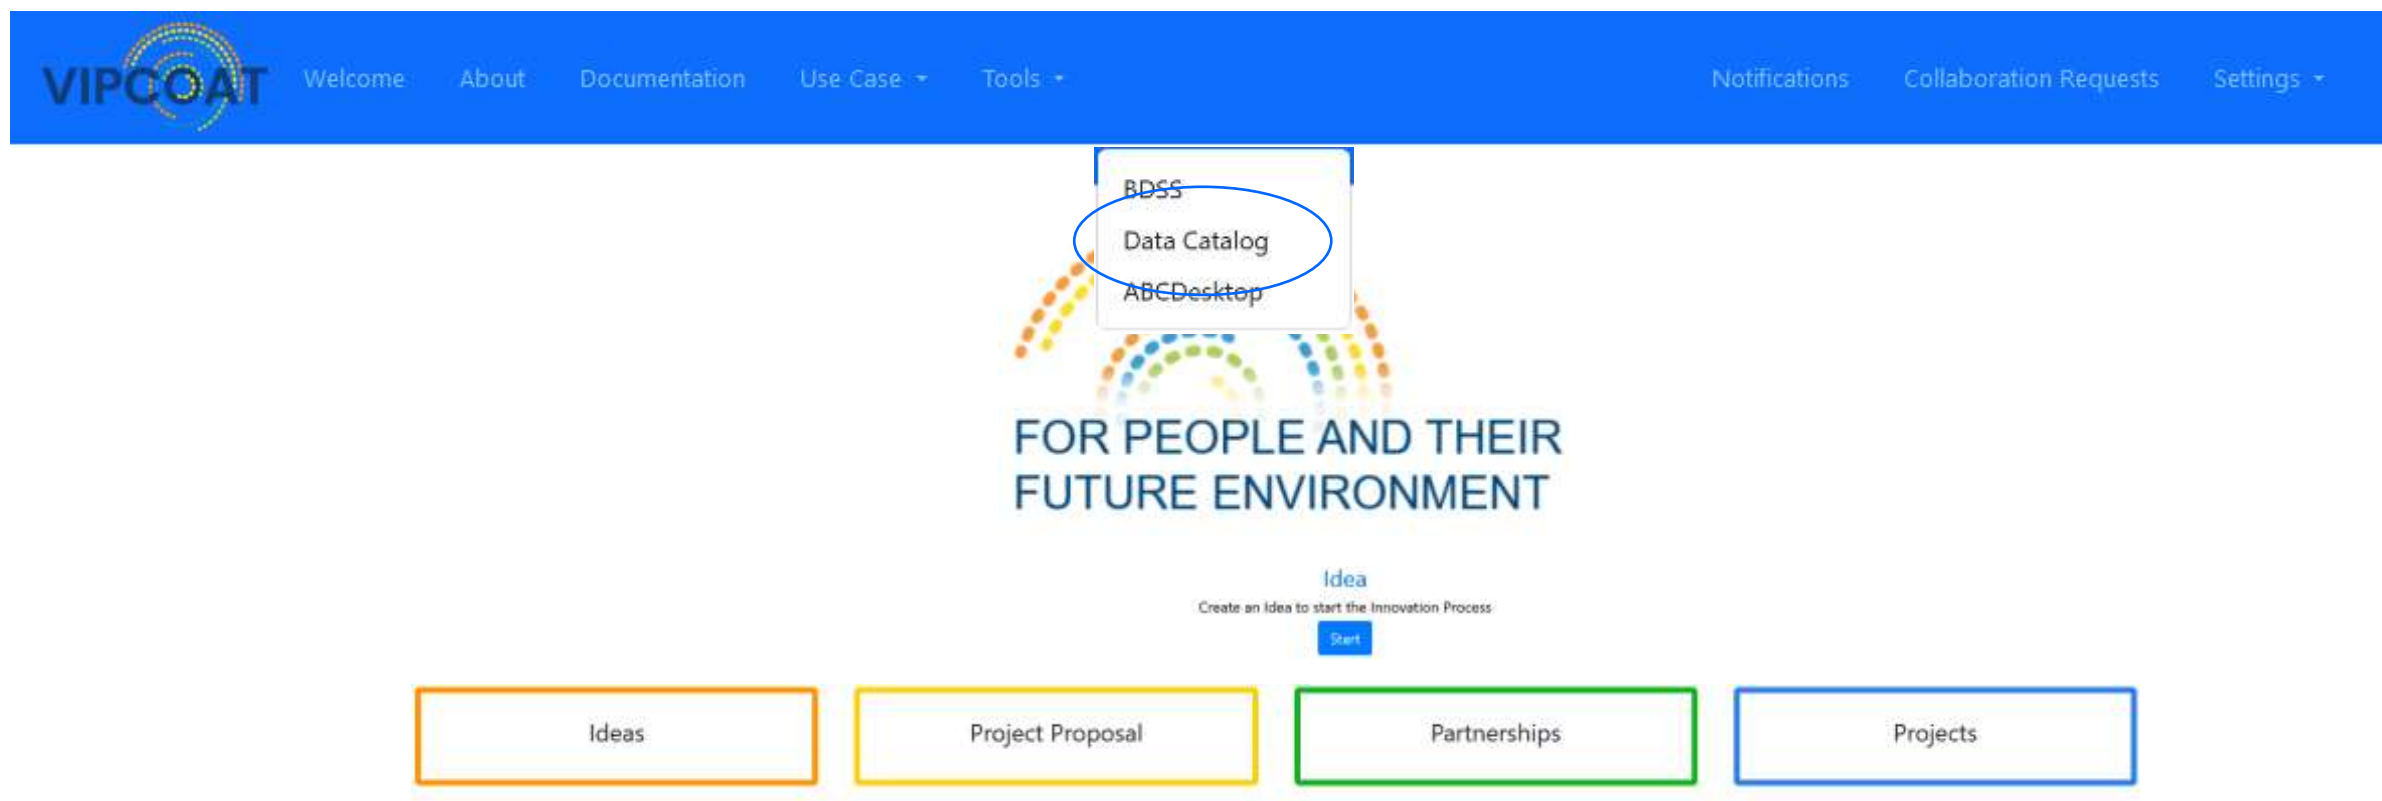 VIPCOAT Welcome About Documentation Use Case Tools Notifications Collaboration Requests Settings
BDSS
Data Catalog
ABCDesktop
FOR PEOPLE AND THEIR
FUTURE ENVIRONMENT
Idea
Create an Idea to start the Innovation Process
Start
Ideas Project Proposal Partnerships Projects